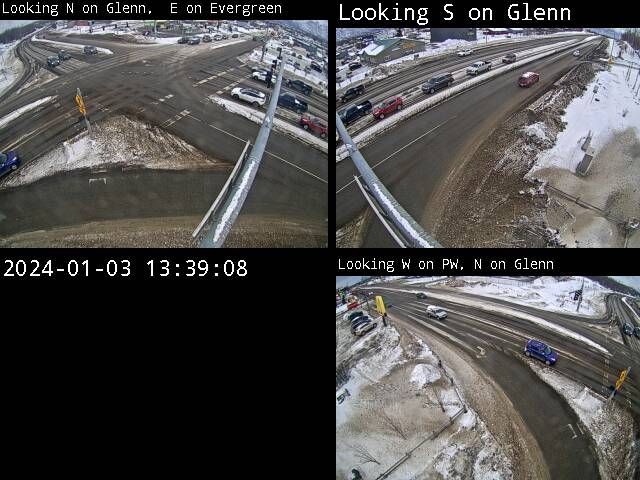 Looking N on Glenn,  E on Evergreen
Looking S on Glenn
2024-01-03 13:39:08
Looking W on PW, N on Glenn